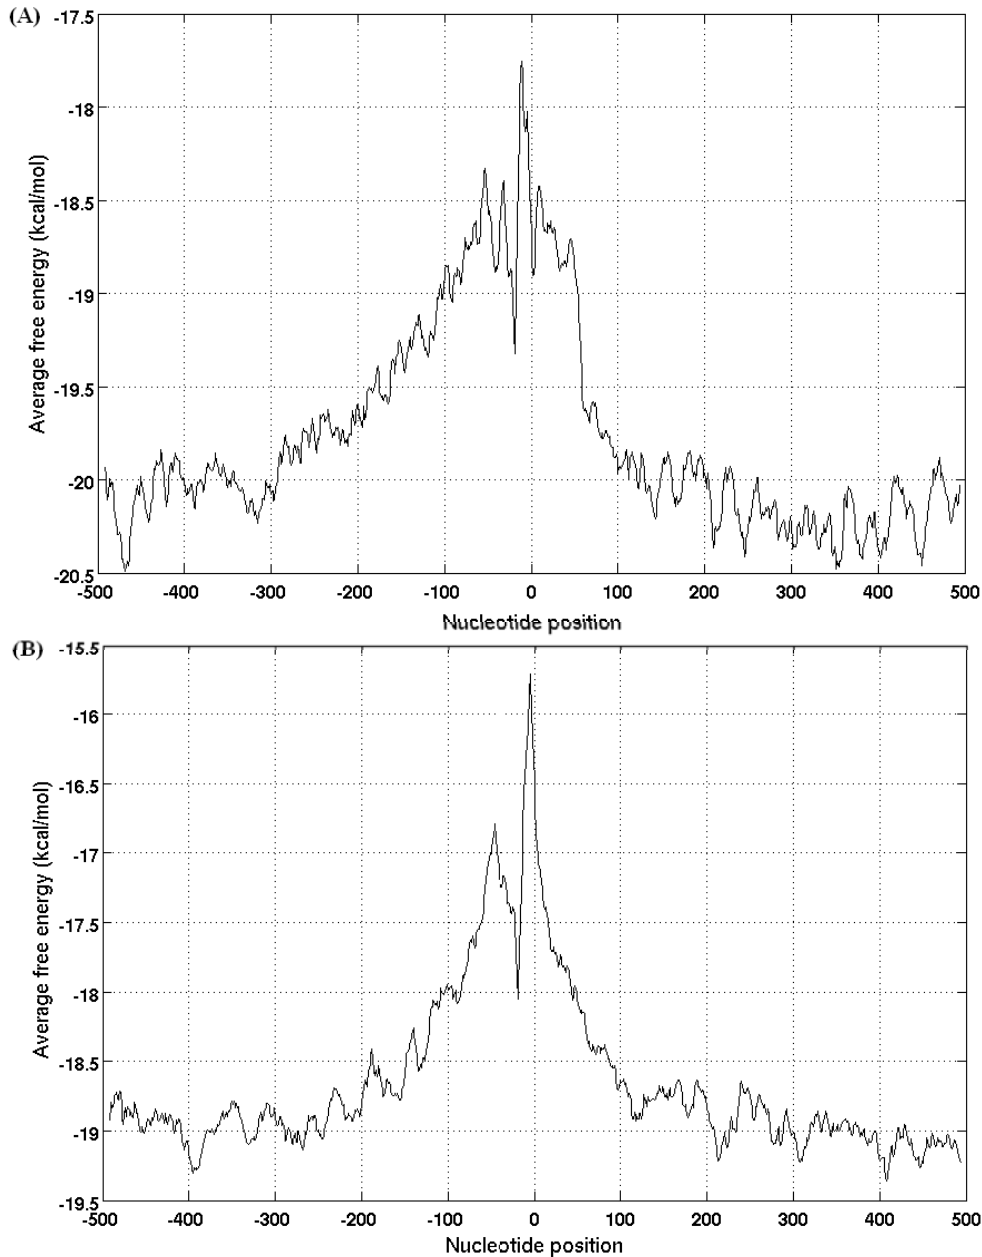 (A)
-17.5
-18
-18.5
-19
-19.5
-20
-20.5
Average free energy (kcal/mol)
-500 -400 -300 -200 -100 0 100 200 300 400 500
Nucleotide position
(B)
-15.5
-16
-16.5
-17
-17.5
-18
-18.5
-19
-19.5
Average free energy (kcal/mol)
-500 -400 -300 -200 -100 0 100 200 300 400 500
Nucleotide position